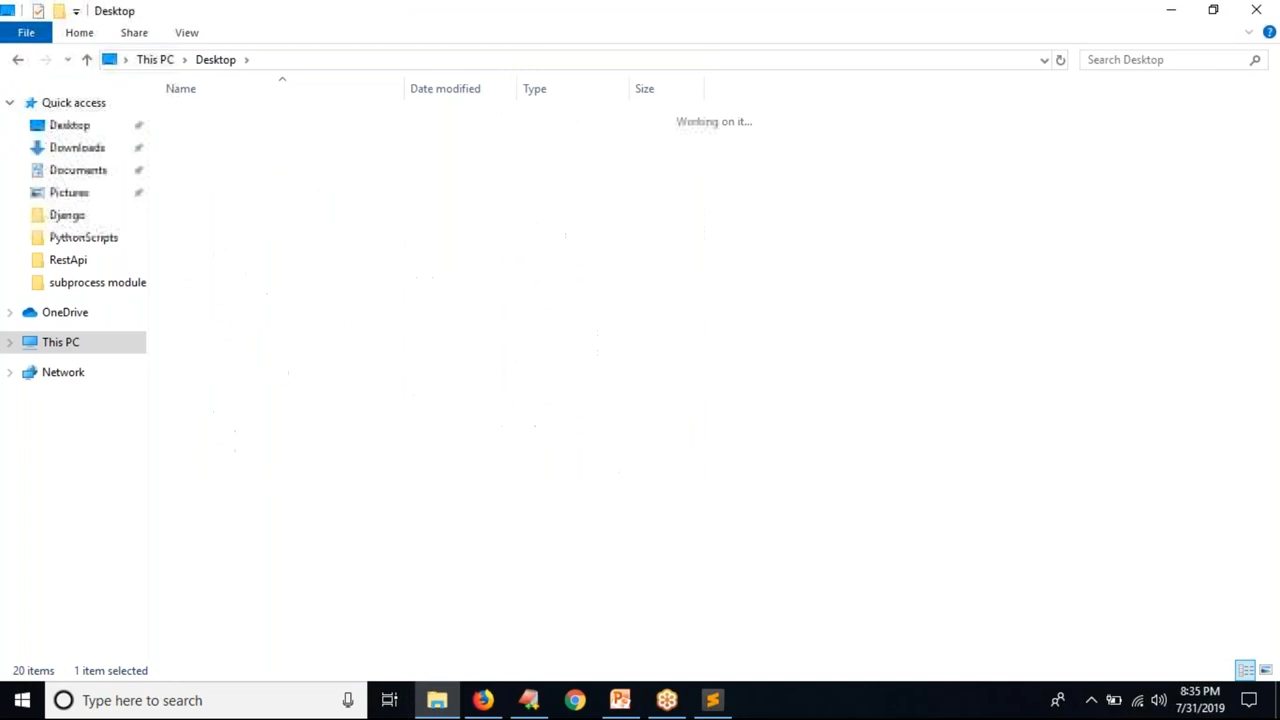 Desktop
File Home Share View
This PC Desktop
Search Desktop
Name Date modified Type Size
Working on it...
Quick access
Desktop
Downloads
Documents
Pictures
Django
PythonScripts
RestApi
subprocess module
OneDrive
This PC
Network
20 items 1 item selected
Type here to search
8:35 PM
7/31/2019